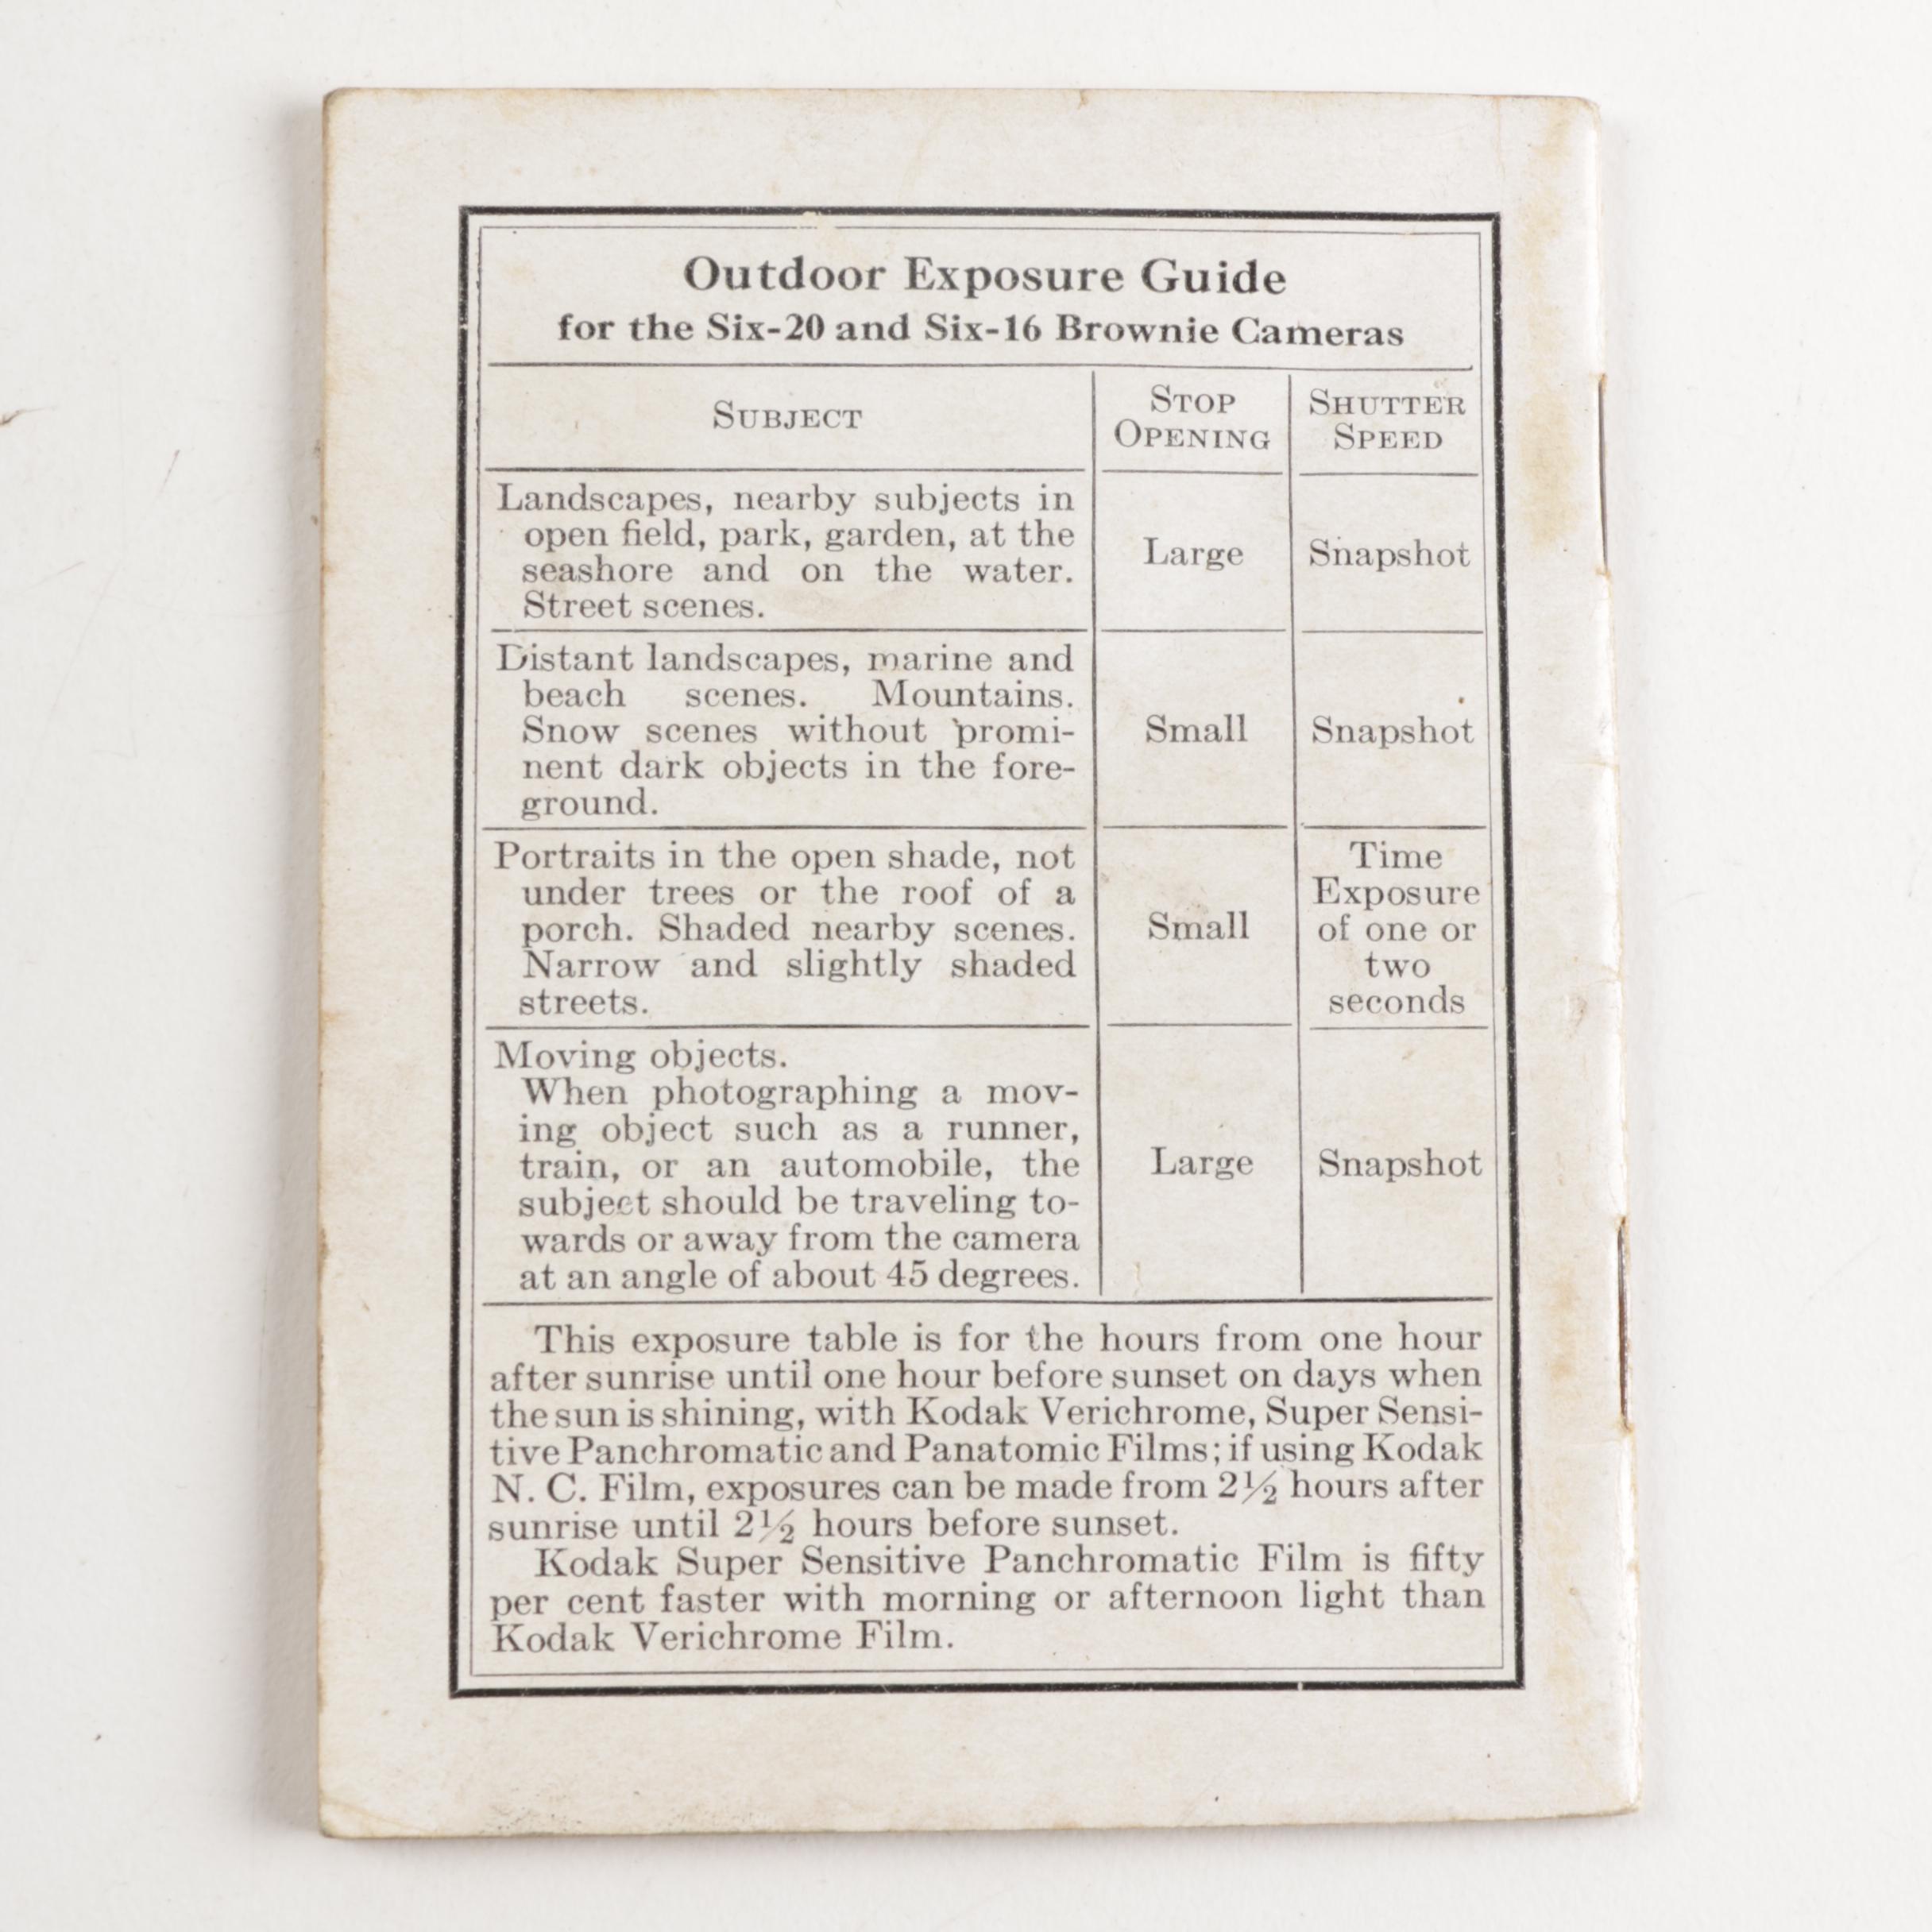 Outdoor Exposure Guide
for the Six-20 and Six-16 Brownie Cameras
SUBJECT
STOP
OPENING
SHUTTER
SPEED
Landscapes, nearby subjects in
open field, park, garden, at the
seashore and on the water.
Street scenes.
Large
Snapshot
Distant landscapes, marine and
beach scenes. Mountains.
Snow scenes without promi-
nent dark objects in the fore-
ground.
Small
Snapshot
Portraits in the open shade, not
under trees or the roof of a
porch. Shaded nearby scenes.
Narrow and slightly shaded
streets.
Small
Time
Exposure
of one or
two
seconds
Moving objects.
When photographing a mov-
ing object such as a runner,
train, or an automobile, the
subject should be traveling to-
wards or away from the camera
at an angle of about 45 degrees.
Large
Snapshot
This exposure table is for the hours from one hour
after sunrise until one hour before sunset on days when
the sun is shining, with Kodak Verichrome, Super Sensi-
tive Panchromatic and Panatomic Films; if using Kodak
N. C. Film, exposures can be made from 2½ hours after
sunrise until 2½ hours before sunset.
Kodak Super Sensitive Panchromatic Film is fifty
per cent faster with morning or afternoon light than
Kodak Verichrome Film.